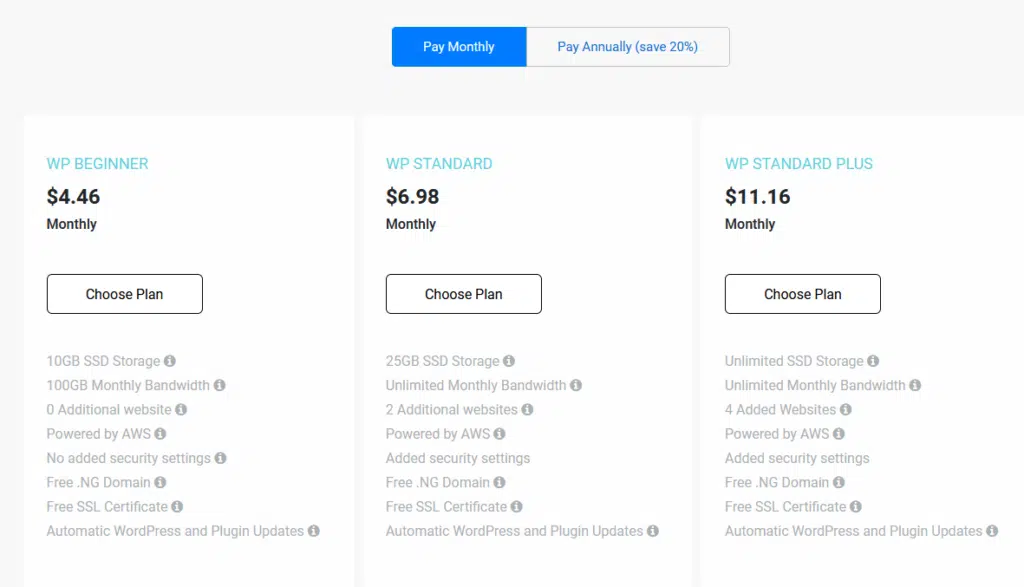 Pay Monthly
Pay Annually (save 20%)
WP BEGINNER
$4.46
Monthly
Choose Plan
10GB SSD Storage
100GB Monthly Bandwidth
0 Additional website
Powered by AWS
No added security settings
Free .NG Domain
Free SSL Certificate
Automatic WordPress and Plugin Updates
WP STANDARD
$6.98
Monthly
Choose Plan
25GB SSD Storage
Unlimited Monthly Bandwidth
2 Additional websites
Powered by AWS
Added security settings
Free .NG Domain
Free SSL Certificate
Automatic WordPress and Plugin Updates
WP STANDARD PLUS
$11.16
Monthly
Choose Plan
Unlimited SSD Storage
Unlimited Monthly Bandwidth
4 Added Websites
Powered by AWS
Added security settings
Free .NG Domain
Free SSL Certificate
Automatic WordPress and Plugin Updates